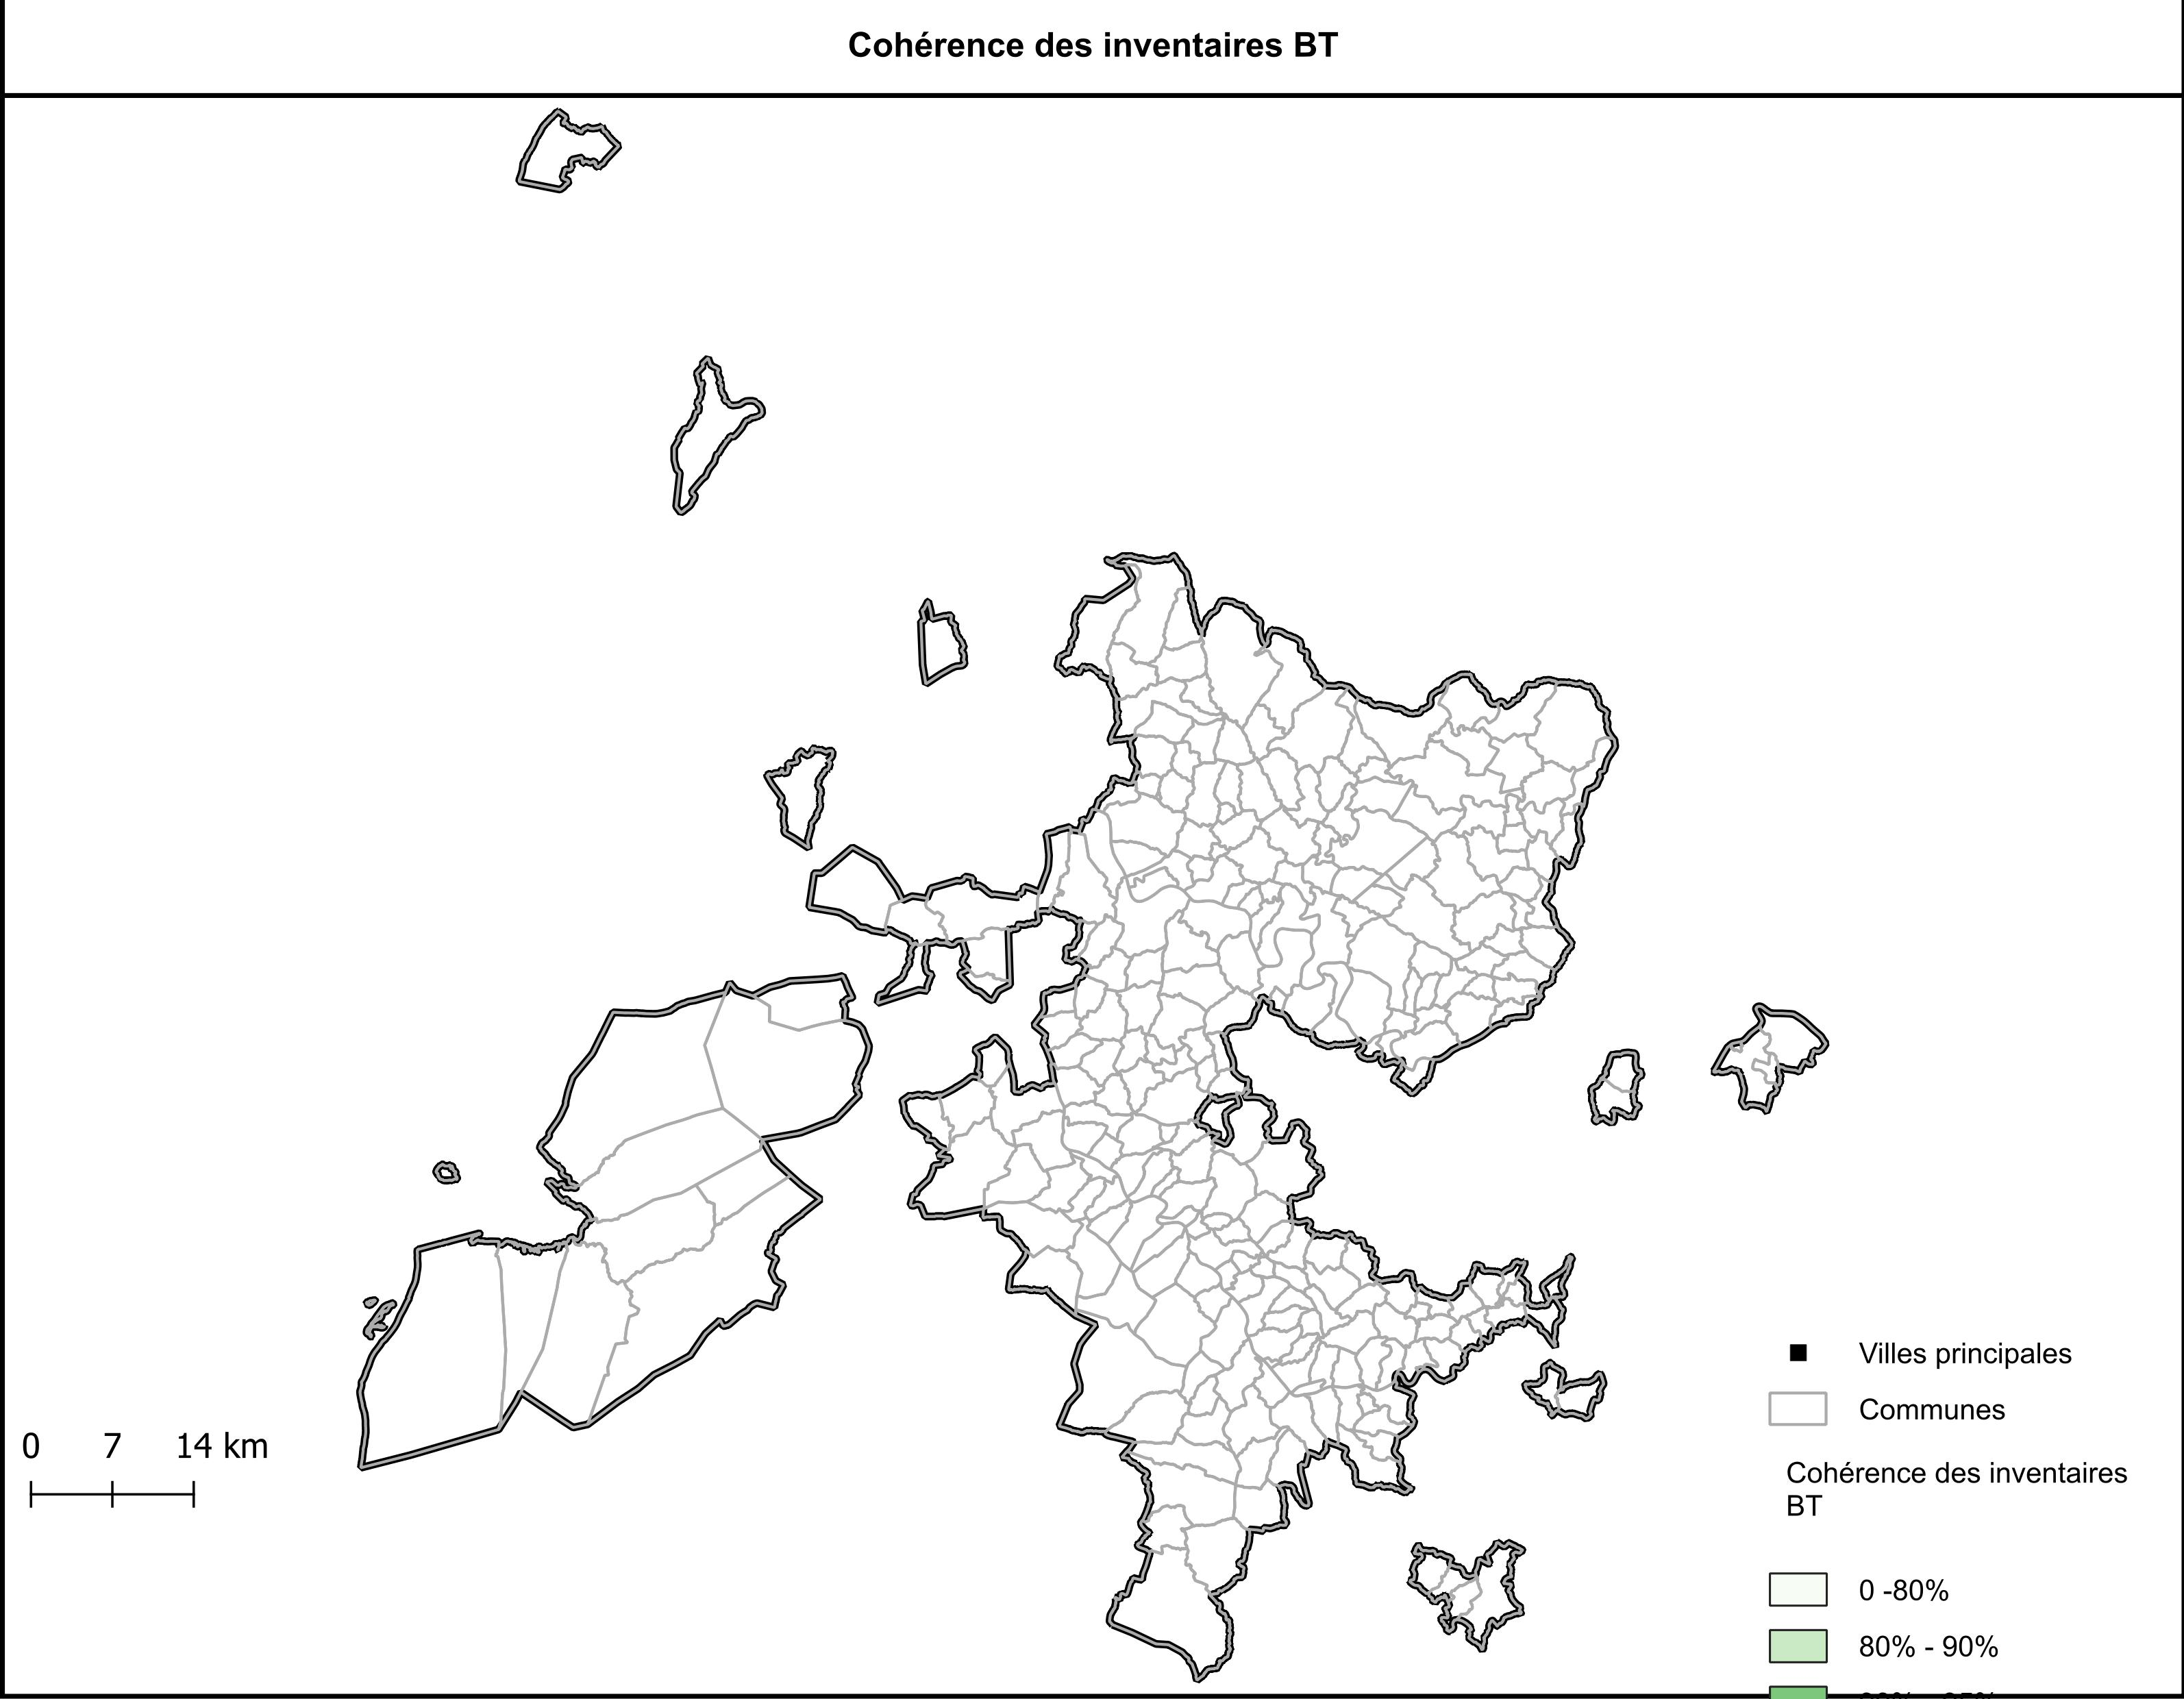 Cohérence des inventaires BT
0 7 14 km
Villes principales
Communes
Cohérence des inventaires
BT
0 -80%
80% - 90%